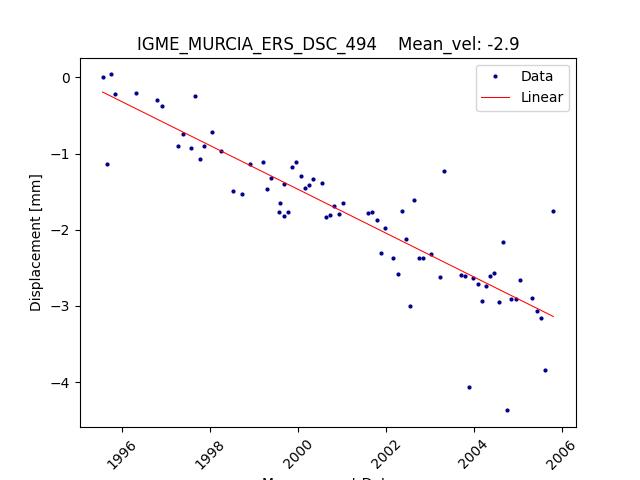 IGME_MURCIA_ERS_DSC_494    Mean_vel: -2.9
Data
Linear
Displacement [mm]
0
−1
−2
−3
−4
1996
1998
2000
2002
2004
2006